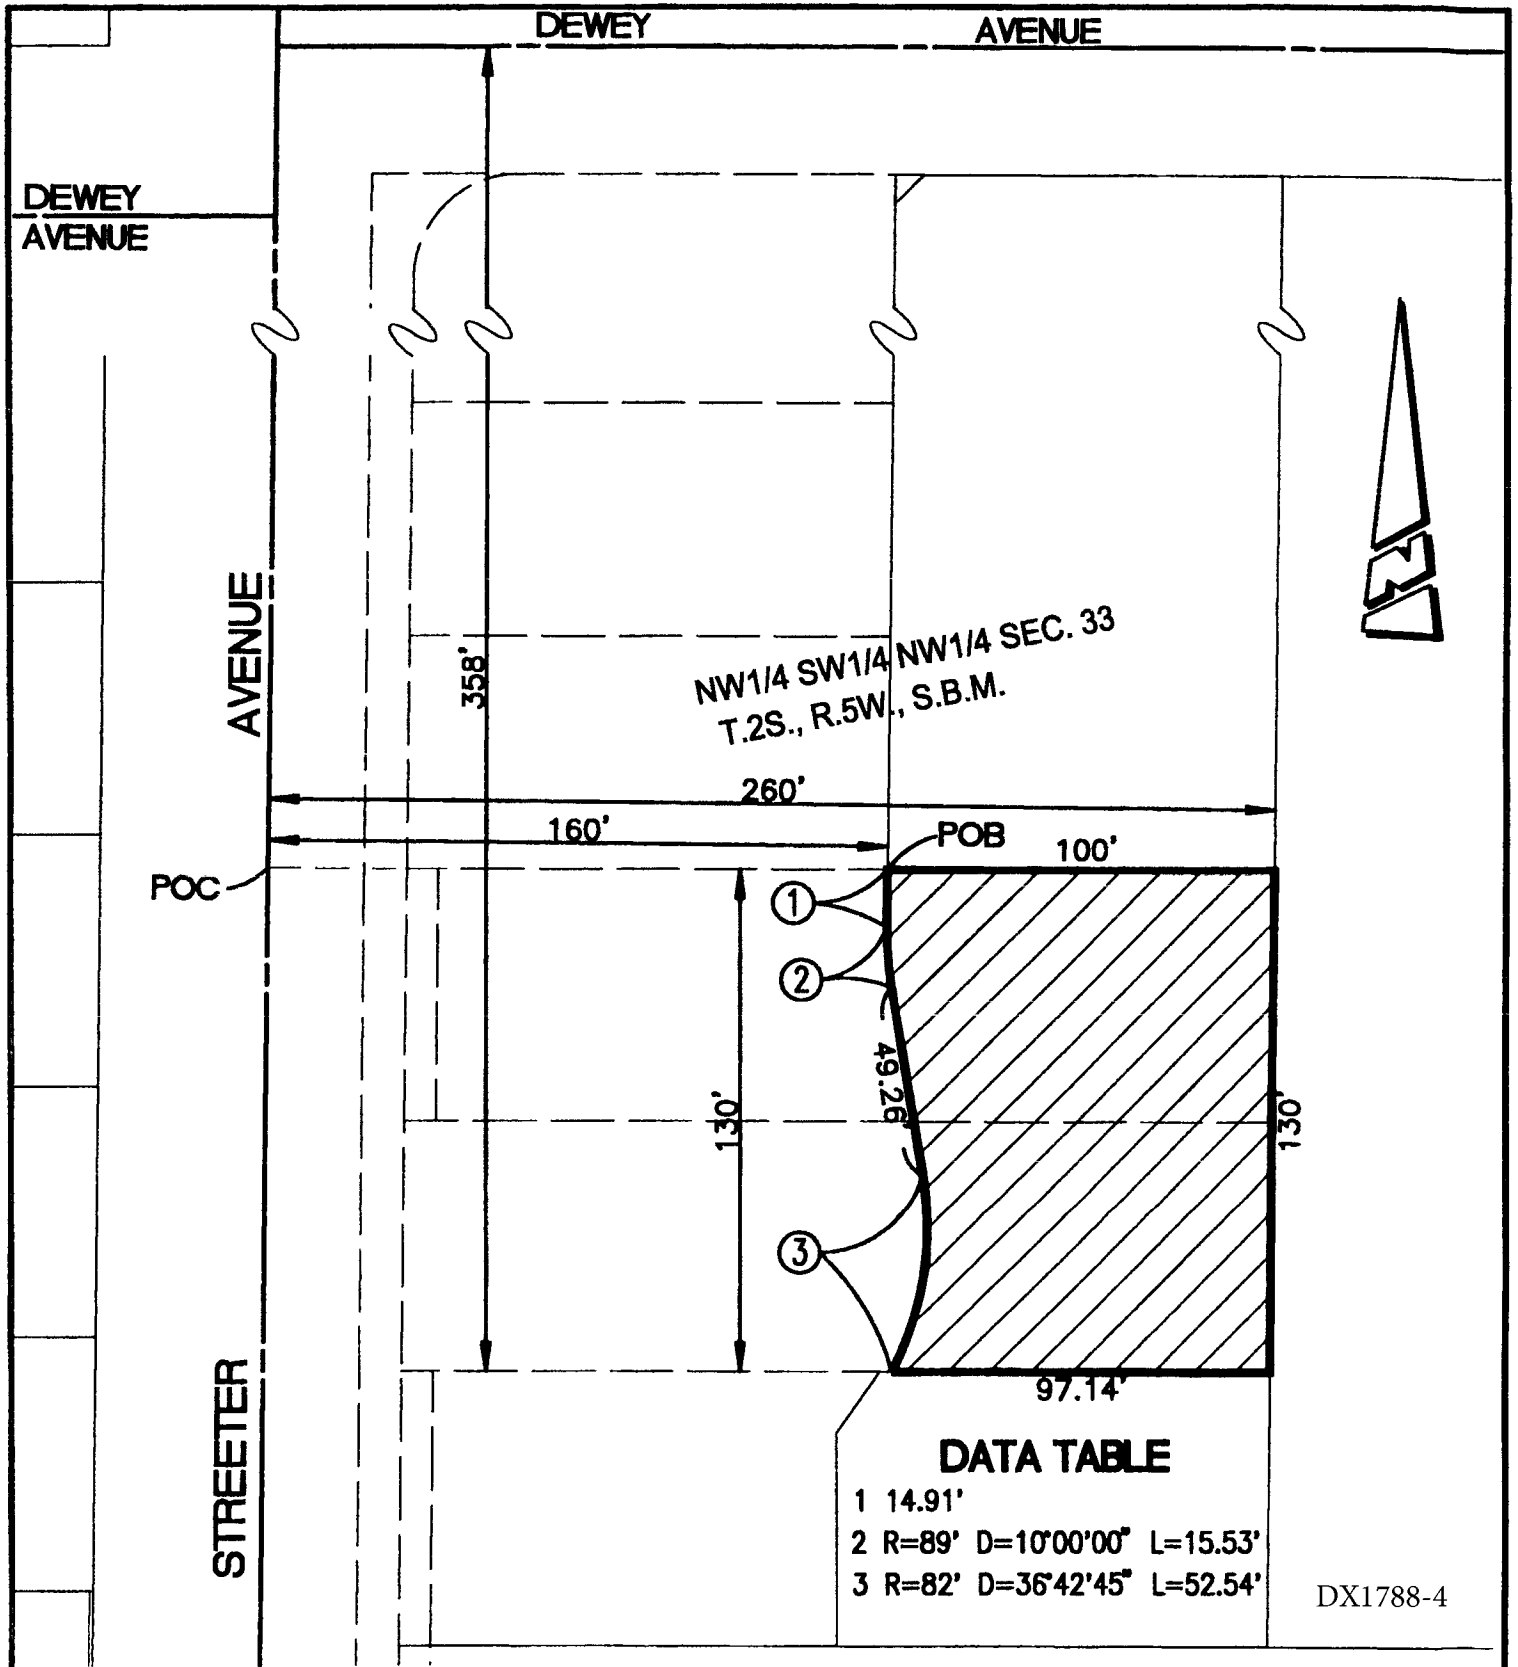 DEWEY AVENUE
DEWEY
AVENUE
N
AVENUE
358'
NW1/4 SW1/4 NW1/4 SEC. 33
T.2S., R.5W., S.B.M.
260'
160'
POB
100'
POC
1
2
49.26'
130'
130'
3
97.14'
STREETER
DATA TABLE
1 14.91'
2 R=89' D=10°00'00" L=15.53'
3 R=82' D=36°42'45" L=52.54'
DX1788-4